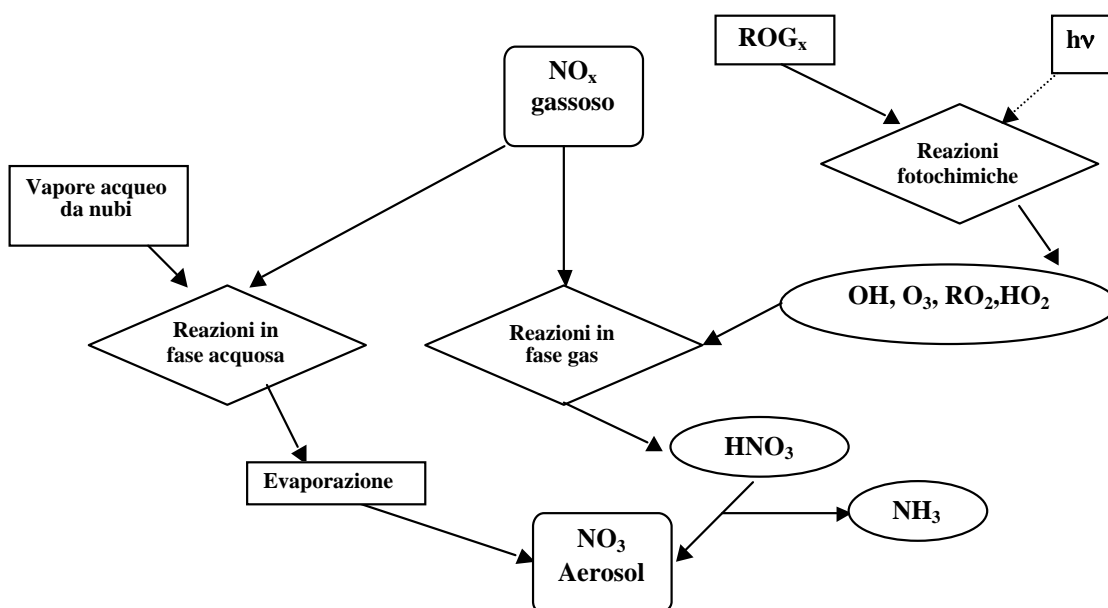 ROGₓ
hν
NOₓ
gassoso
Reazioni
fotochimiche
Vapore acqueo
da nubi
OH, O₃, RO₂,HO₂
Reazioni in
fase acquosa
Reazioni in
fase gas
HNO₃
Evaporazione
NH₃
NO₃
Aerosol